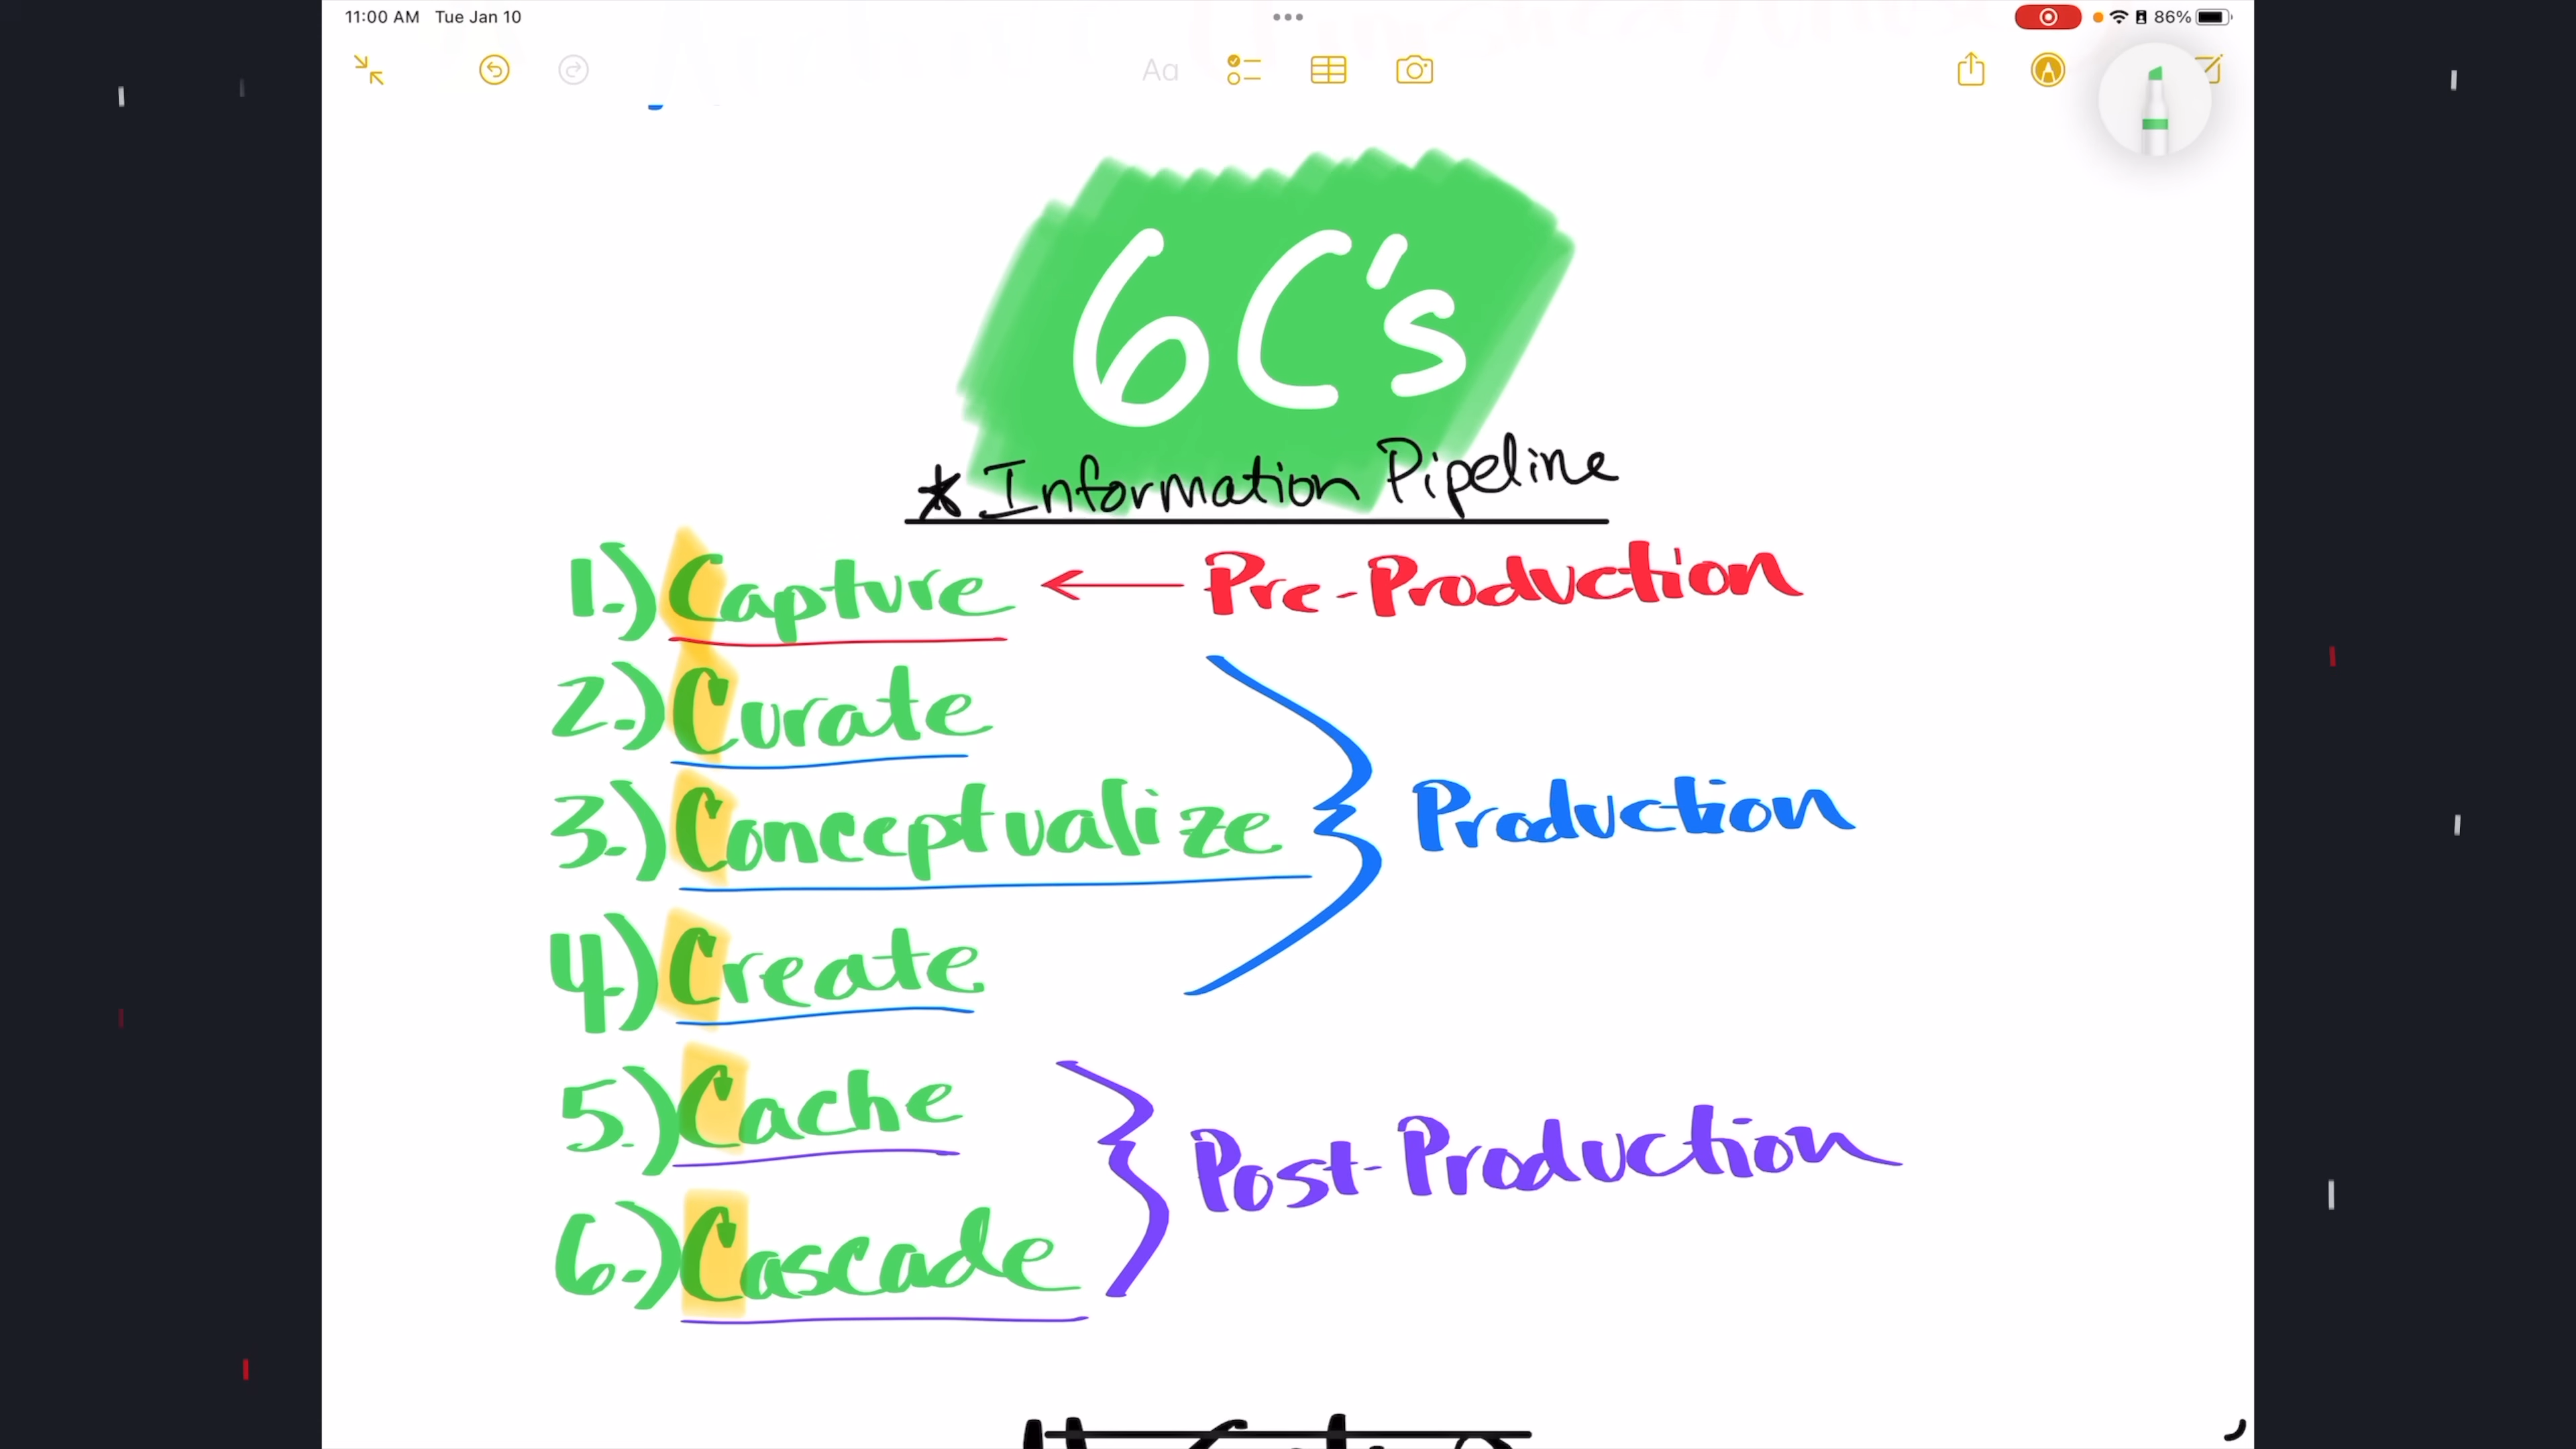 11:00 AM Tue Jan 10
86%
Aa
6 C's
* Information Pipeline
1.) Capture ← Pre-Production
2.) Curate
3.) Conceptualize
Production
4.) Create
5.) Cache
Post-Production
6.) Cascade